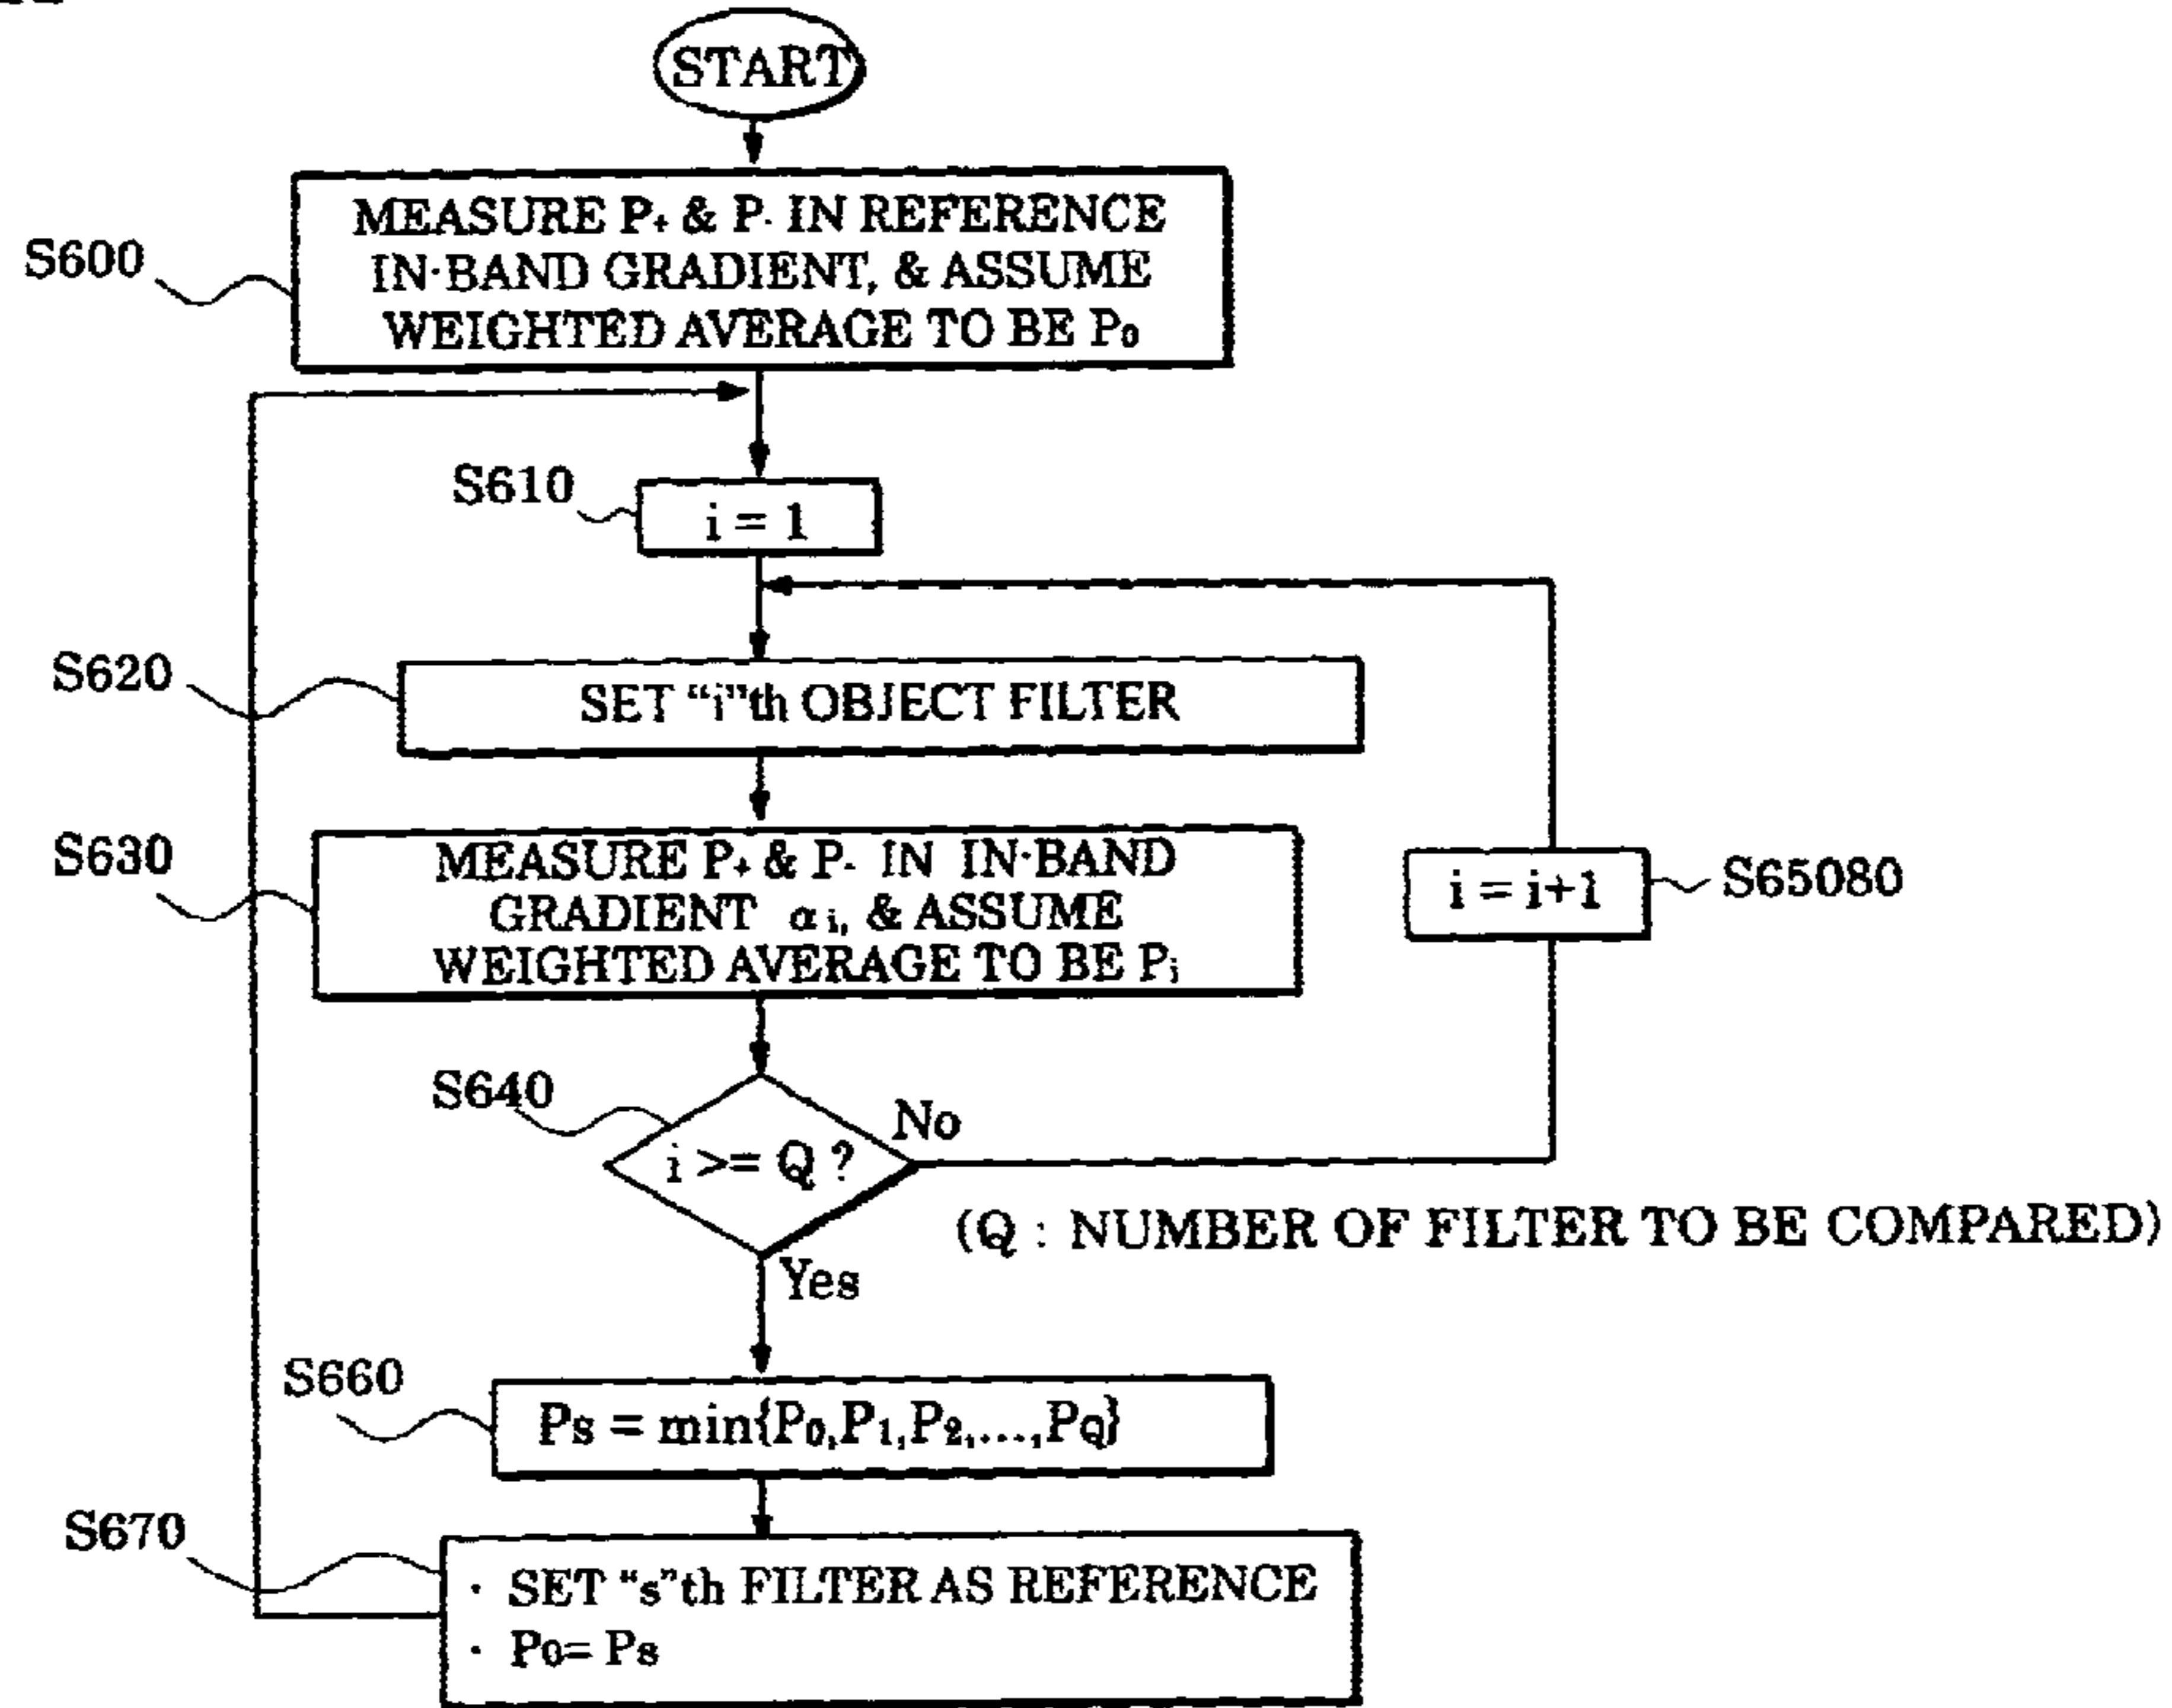 START
S600
MEASURE P+ & P- IN REFERENCE
IN-BAND GRADIENT, & ASSUME
WEIGHTED AVERAGE TO BE P0
S610
i = 1
S620
SET "i"th OBJECT FILTER
S630
MEASURE P+ & P- IN IN-BAND
GRADIENT αi, & ASSUME
WEIGHTED AVERAGE TO BE Pi
i = i+1
S65080
S640
i >= Q ?
No
(Q : NUMBER OF FILTER TO BE COMPARED)
Yes
S660
Ps = min{P0,P1,P2,....,PQ}
S670
· SET "s"th FILTER AS REFERENCE
· P0= Ps